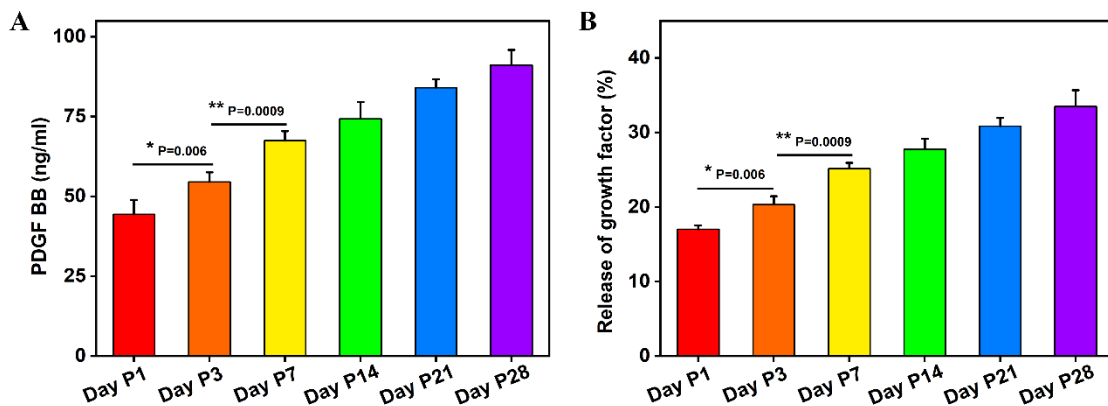 A
PDGF BB (ng/ml)
100
75
50
25
0
* P=0.006
** P=0.0009
Day P1
Day P3
Day P7
Day P14
Day P21
Day P28
B
Release of growth factor (%)
40
30
20
10
0
* P=0.006
** P=0.0009
Day P1
Day P3
Day P7
Day P14
Day P21
Day P28